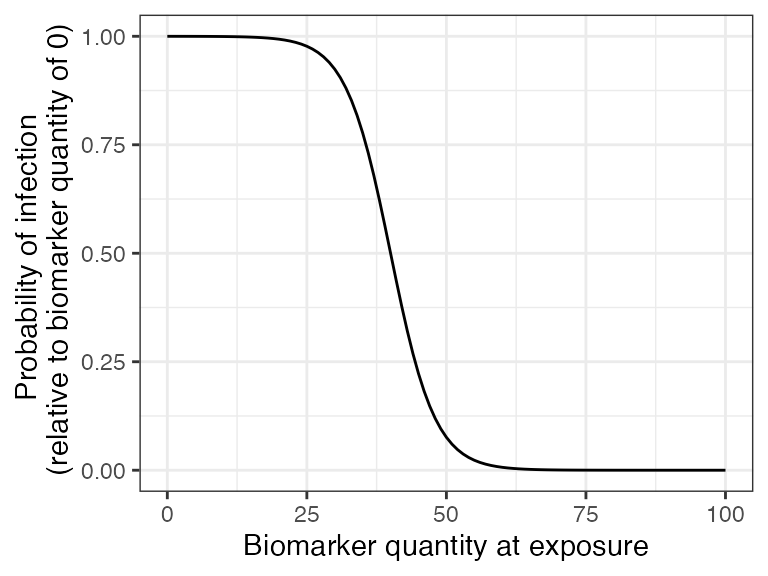 Probability of infection
(relative to biomarker quantity of 0)
1.00
0.75
0.50
0.25
0.00
0 25 50 75 100
Biomarker quantity at exposure